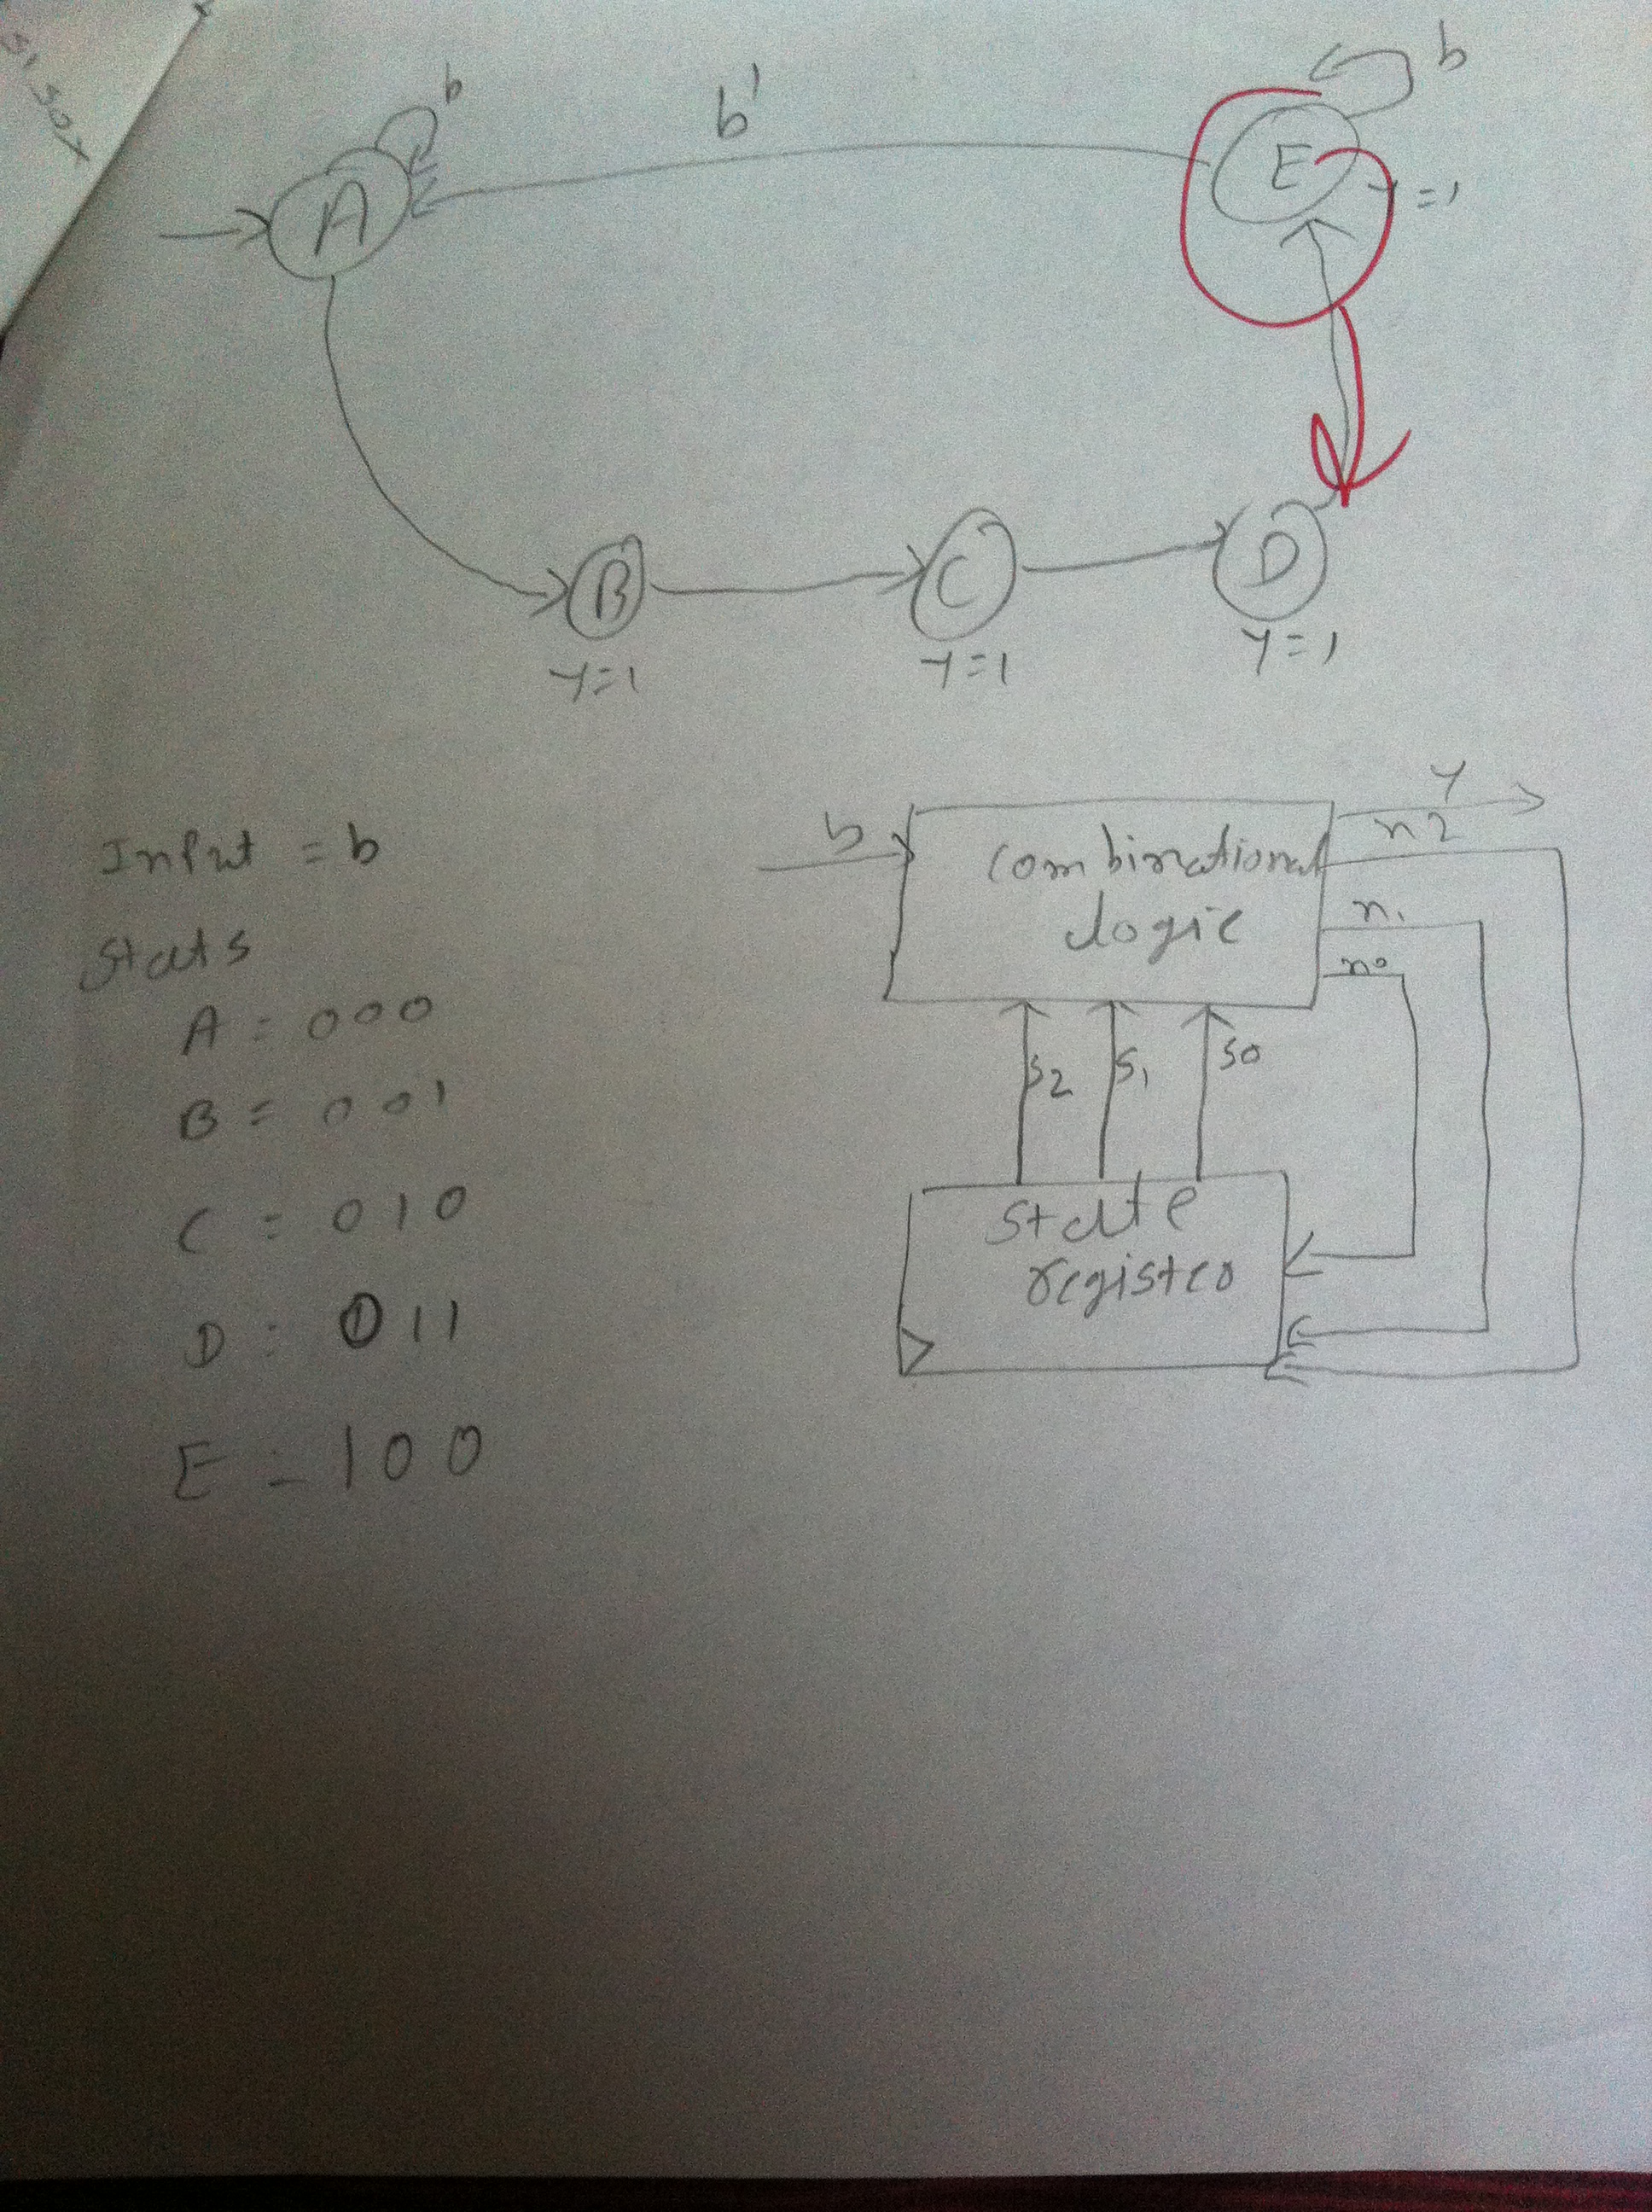 b
b'
b
A
E
Y=1
B
C
D
Y=1
Y=1
Y=1
Input = b
Stats
A = 000
B = 001
C = 010
D : 011
E = 100
b
Combinational
logic
Y
n2
n1
n0
S2
S1
S0
State
register